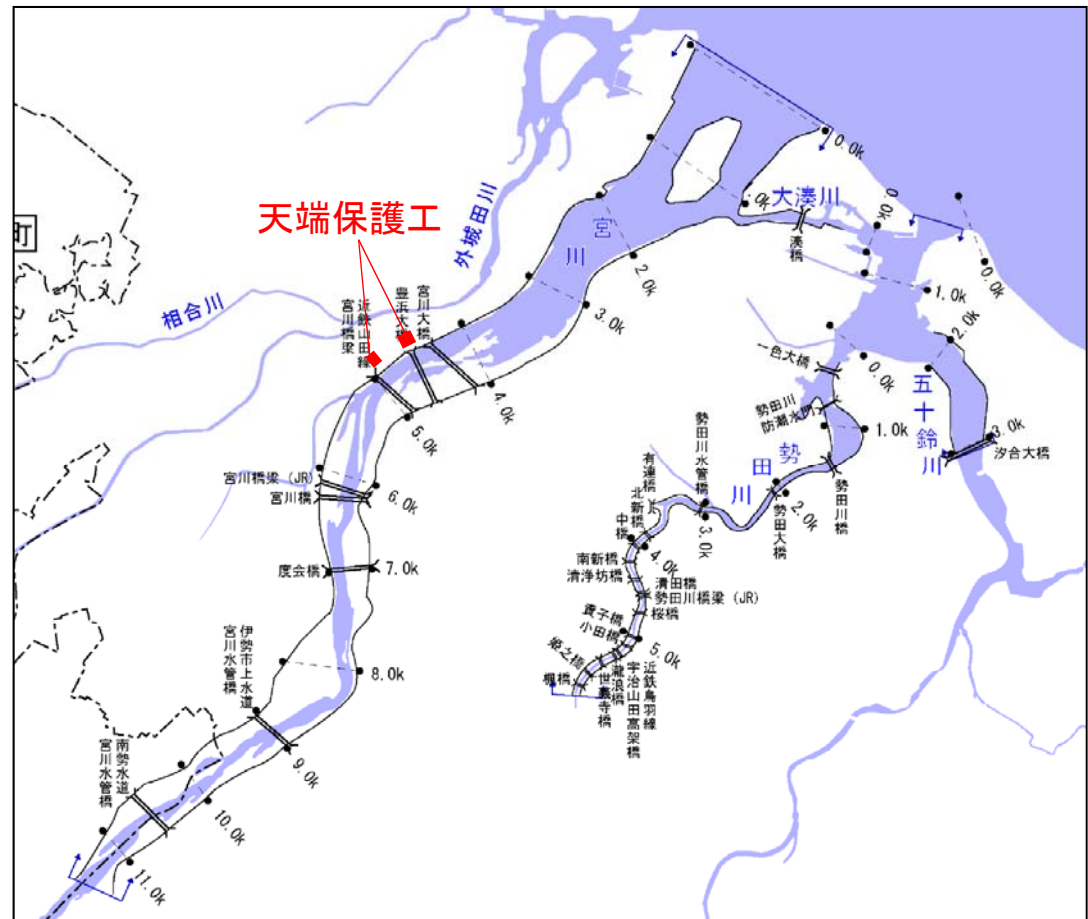 町
天端保護工
外城田川
相合川
宮川
大湊川
湊橋
五十鈴川
汐合大橋
一色大橋
勢田川防潮水門
勢田川橋
勢田川
勢田大橋
勢田川水管橋
有連橋
北新橋
中橋
南新橋
清浄坊橋
清田橋
勢田川橋梁 (JR)
桜橋
小田橋
近鉄鳥羽線
宇治山田高架橋
瀧浪橋
世義寺橋
姫之橋
棚橋
近鉄山田線
宮川橋梁
豊浜大橋
宮川大橋
宮川橋梁 (JR)
宮川橋
度会橋
伊勢市上水道
宮川水管橋
南勢水道
宮川水管橋
0.0k
.0k
2.0k
3.0k
4.0k
5.0k
6.0k
7.0k
8.0k
9.0k
10.0k
11.0k
0.0k
1.0k
0.0k
2.0k
3.0k
0.0k
1.0k
2.0k
3.0k
4.0k
5.0k